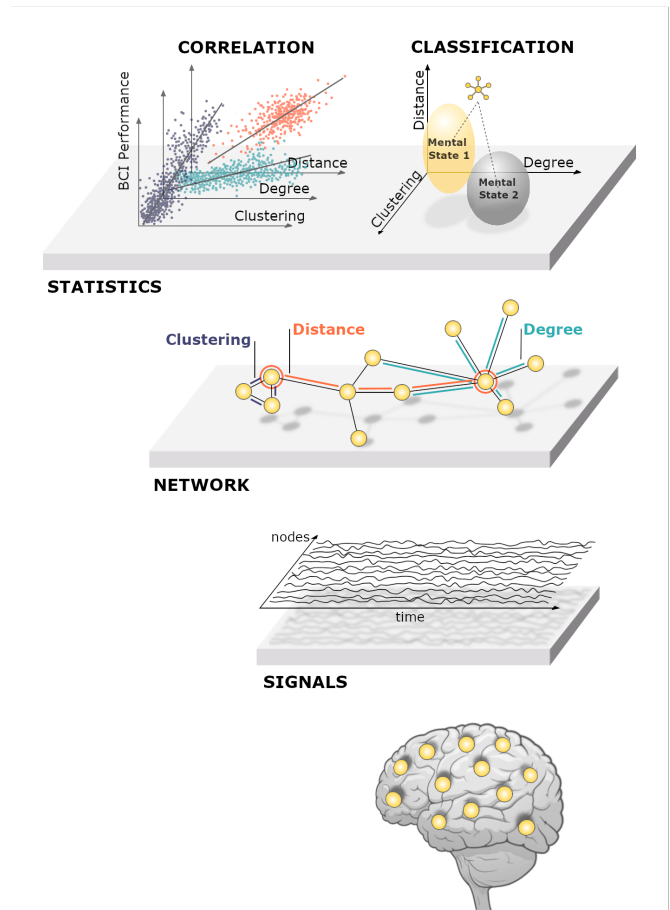 CORRELATION
CLASSIFICATION
BCI Performance
Distance
Degree
Clustering
Distance
Mental
State 1
Degree
Mental
State 2
Clustering
STATISTICS
Clustering
Distance
Degree
NETWORK
nodes
time
SIGNALS